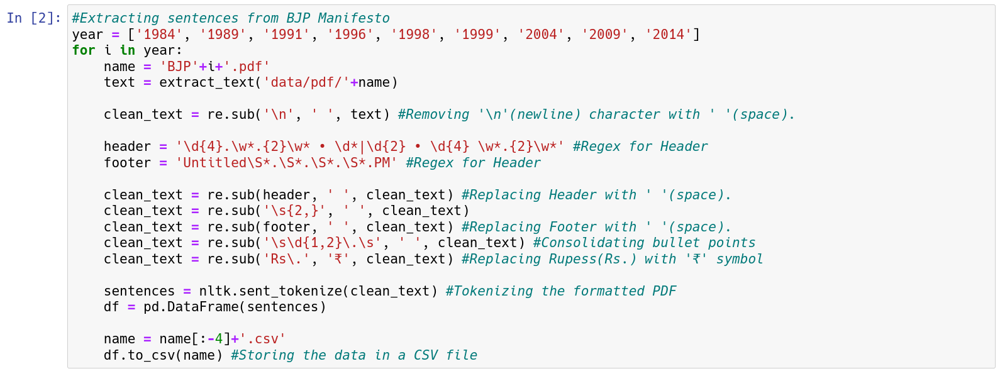 In [2]: #Extracting sentences from BJP Manifesto
year = ['1984', '1989', '1991', '1996', '1998', '1999', '2004', '2009', '2014']
for i in year:
    name = 'BJP'+i+'.pdf'
    text = extract_text('data/pdf/'+name)

    clean_text = re.sub('\n', ' ', text) #Removing '\n'(newline) character with ' '(space).

    header = '\d{4}.\w*.{2}\w* • \d*|\d{2} • \d{4} \w*.{2}\w*' #Regex for Header
    footer = 'Untitled\S*.\S*.\S*.\S*.PM' #Regex for Header

    clean_text = re.sub(header, ' ', clean_text) #Replacing Header with ' '(space).
    clean_text = re.sub('\s{2,}', ' ', clean_text)
    clean_text = re.sub(footer, ' ', clean_text) #Replacing Footer with ' '(space).
    clean_text = re.sub('\s\d{1,2}\.\s', ' ', clean_text) #Consolidating bullet points
    clean_text = re.sub('Rs\.', '₹', clean_text) #Replacing Rupess(Rs.) with '₹' symbol

    sentences = nltk.sent_tokenize(clean_text) #Tokenizing the formatted PDF
    df = pd.DataFrame(sentences)

    name = name[:-4]+'.csv'
    df.to_csv(name) #Storing the data in a CSV file